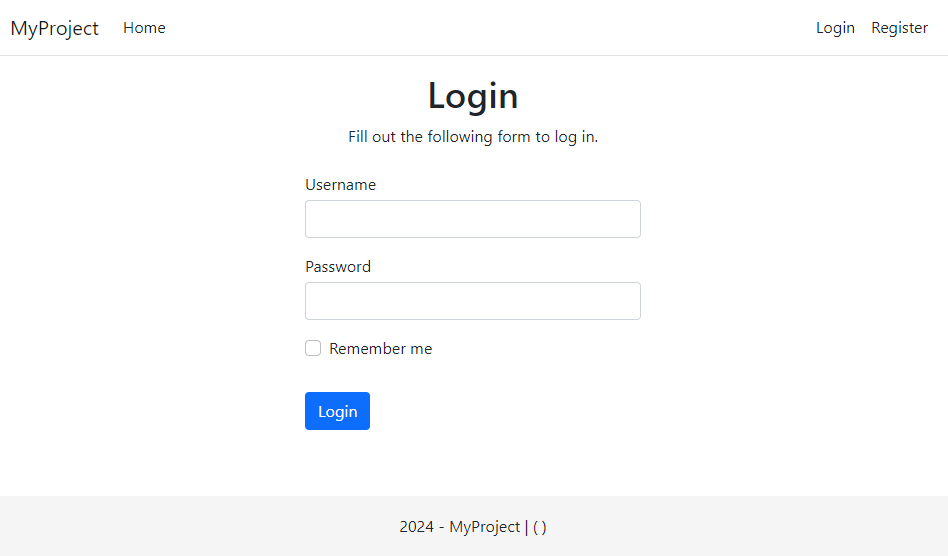 MyProject Home Login Register
Login
Fill out the following form to log in.
Username
Password
Remember me
Login
2024 - MyProject | ( )